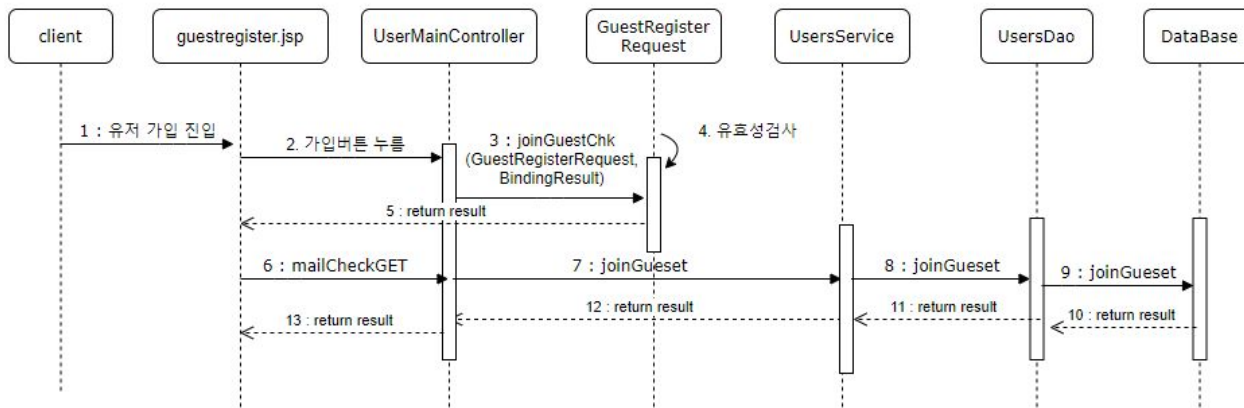 client
guestregister.jsp
UserMainController
GuestRegister
Request
UsersService
UsersDao
DataBase
1 : 유저 가입 진입
2. 가입버튼 누름
3 : joinGuestChk
(GuestRegisterRequest,
BindingResult)
4. 유효성검사
5 : return result
6 : mailCheckGET
7 : joinGueset
8 : joinGueset
9 : joinGueset
10 : return result
11 : return result
12 : return result
13 : return result